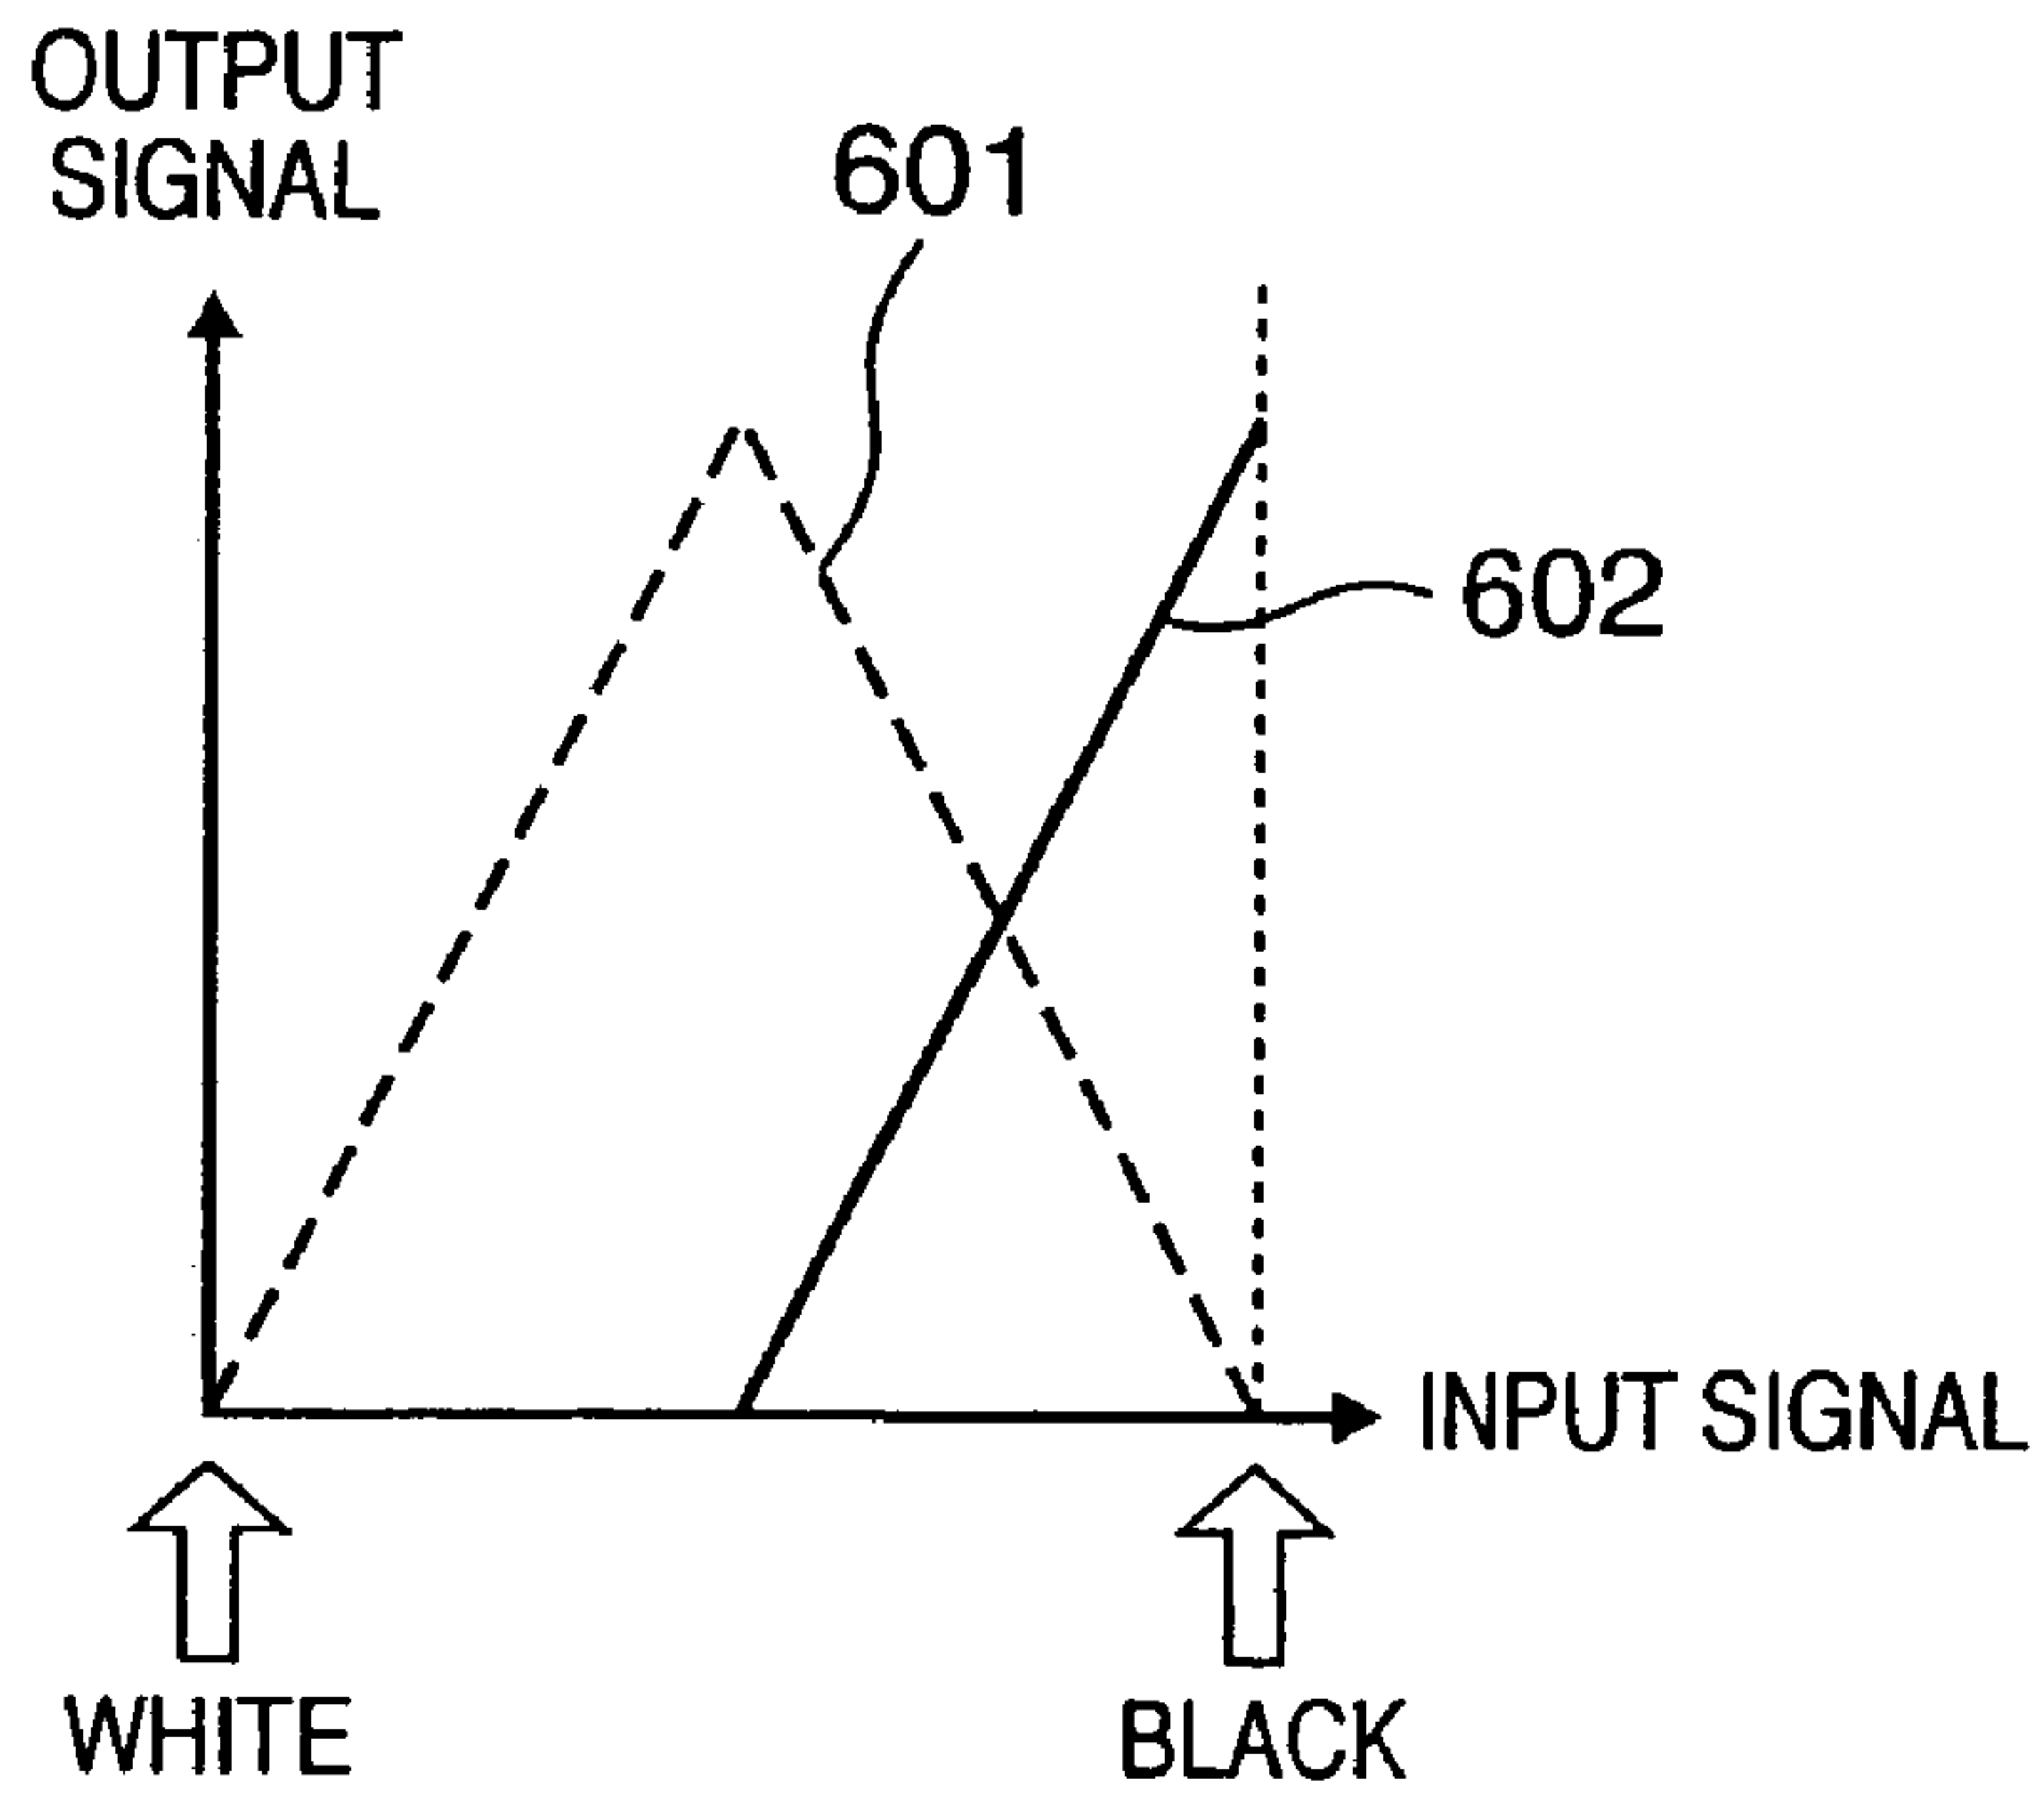 OUTPUT
SIGNAL
601
602
INPUT SIGNAL
WHITE
BLACK